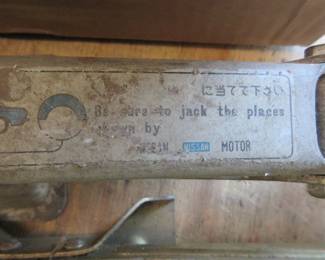 に当てて下さい
Be sure to jack the places
shown by
NISSAN MOTOR